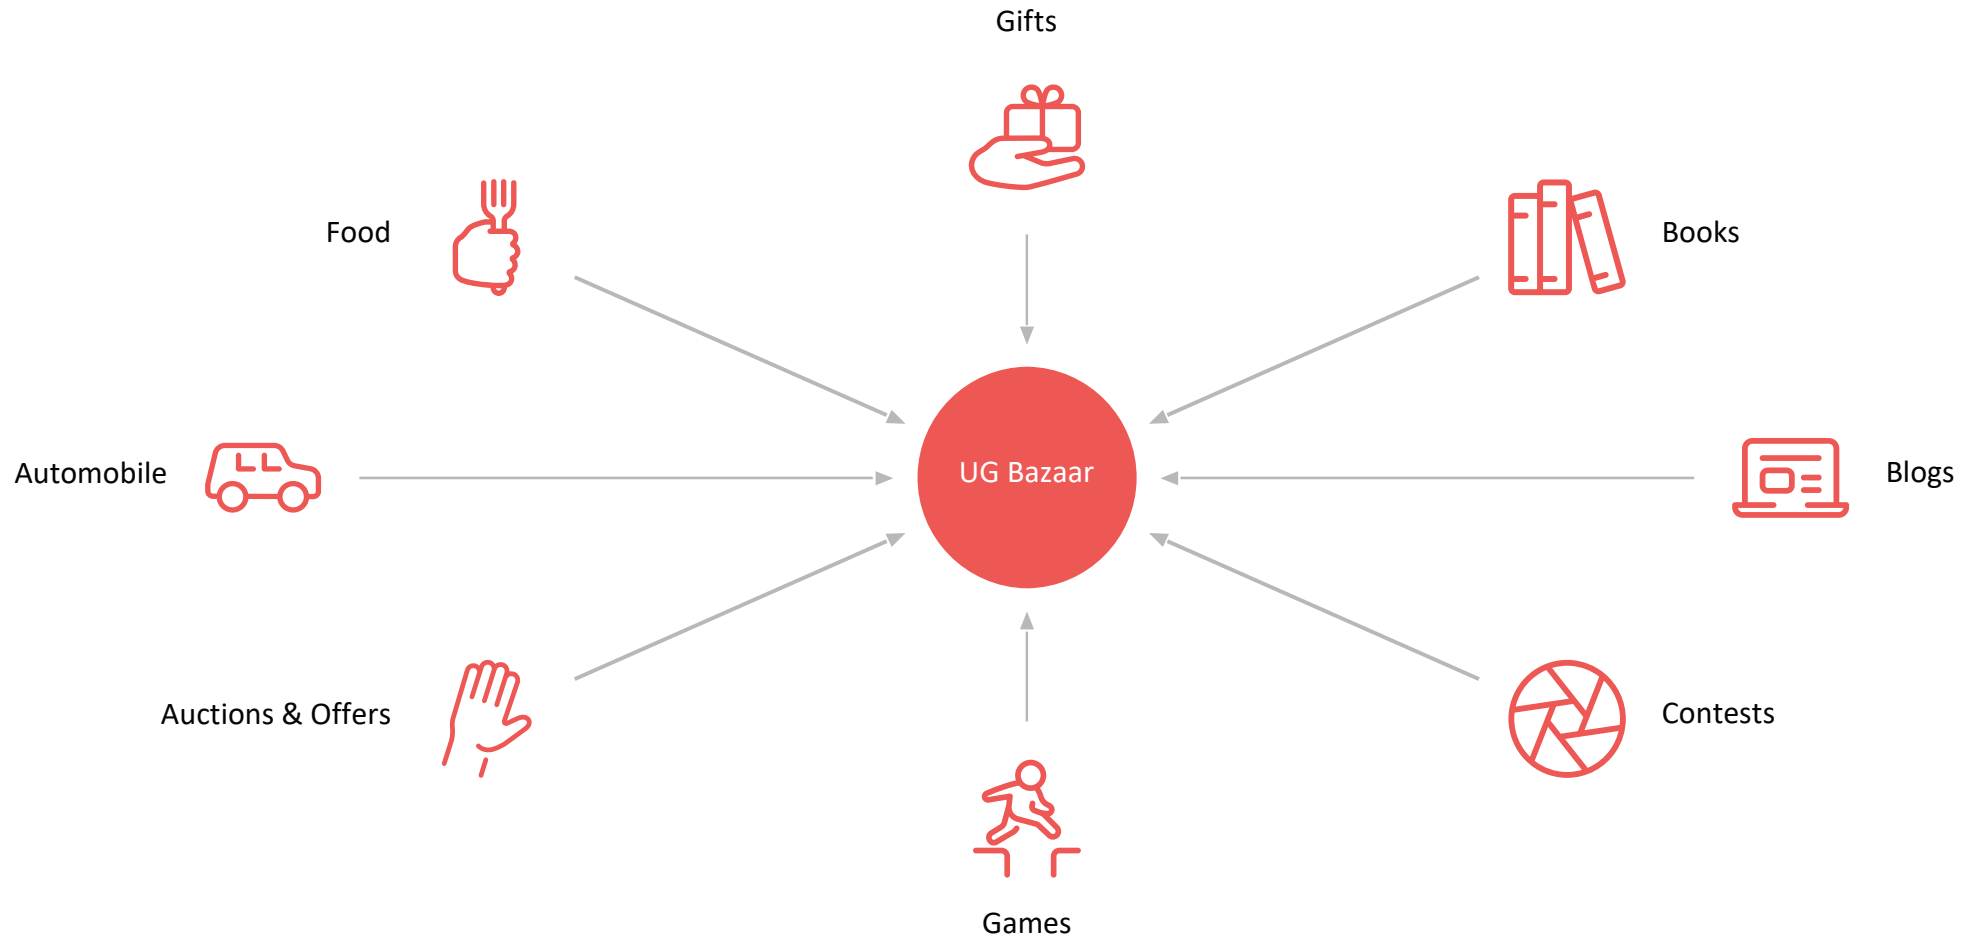 Gifts
Food
Books
Automobile
UG Bazaar
Blogs
Auctions & Offers
Contests
Games